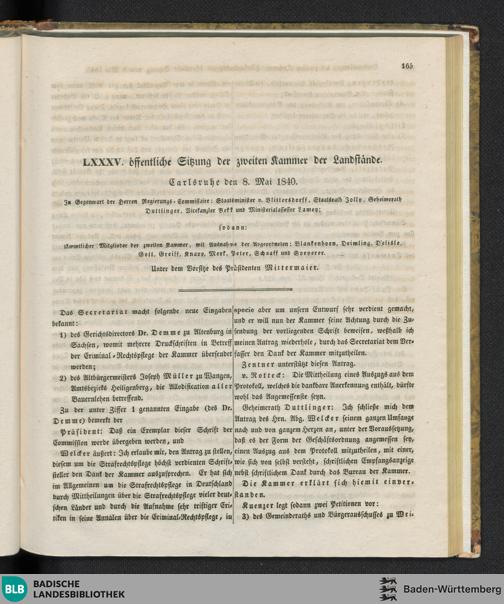 165
LXXXV. öffentliche Sitzung der zweiten Kammer der Landstände.
Carlsruhe den 8. Mai 1840.
In Gegenwart der Herren Regierungs-Commissaire: Staatsminister v. Blittersdorff, Staatsrath Jolly, Geheimerath
Duttlinger, Vicekanzler Bekk und Ministerialassessor Lamey;
sodann:
sämmtlicher Mitglieder der zweiten Kammer, mit Ausnahme der Abgeordneten: Blankenhorn, Deimling, Delisle,
Goll, Greiff, Knapp, Merk, Peter, Schaaff und
Unter dem Vorsitze des Präsidenten Mittermaier.
Das Secretariat macht folgende neue Eingaben
bekannt:
1) des Gerichtsdirectors Dr. Demme zu Altenburg in
Sachsen, womit mehrere Druckschriften in Betreff
der Criminal-Rechtspflege der Kammer übersendet
werden;
2) des Altbürgermeisters Joseph Müller zu Wangen,
Amtsbezirks Heiligenberg, die Allodification aller
Bauernlehen betreffend.
Zu der unter Ziffer 1 genannten Eingabe (des Dr.
Demme) bemerkt der
Präsident: Daß ein Exemplar dieser Schrift der
Commission werde übergeben werden, und
Welcker äußert: Ich erlaube mir, den Antrag zu stellen,
diesem um die Strafrechtspflege höchst verdienten Schrift-
steller den Dank der Kammer auszusprechen. Er hat sich
im Allgemeinen um die Strafrechtspflege in Deutschland
durch Mittheilungen über die Strafrechtspflege vieler deut-
schen Länder und durch die Aufnahme sehr triftiger Cri-
tiken in seine Annalen über die Criminal-Rechtspflege, in
specie aber um unsern Entwurf sehr verdient gemacht,
und er will nun der Kammer seine Achtung durch die Zu-
sendung der vorliegenden Schrift beweisen, weßhalb ich
meinen Antrag wiederhole, durch das Secretariat dem Ver-
fasser den Dank der Kammer mitzutheilen.
Zentner unterstützt diesen Antrag.
v. Rotteck: Die Mittheilung eines Auszugs aus dem
Protokoll, welches die dankbare Anerkennung enthält, dürfte
wohl das Angemessenste seyn.
Geheimerath Duttlinger: Ich schließe mich dem
Antrag des Hrn. Abg. Welcker seinem ganzen Umfange
nach und von ganzem Herzen an, unter der Voraussetzung,
daß es der Form der Geschäftsordnung angemessen sey,
einen Auszug aus dem Protokoll mitzutheilen, mit einer,
wie sich von selbst versteht, schriftlichen Empfangsanzeige
nebst schriftlichem Dank durch das Bureau der Kammer.
Die Kammer erklärt sich hiemit einver-
standen.
Kuenzer legt sodann zwei Petitionen vor:
3) des Gemeinderaths und Bürgerausschusses zu Wei-
BLB
BADISCHE
LANDESBIBLIOTHEK
Baden-Württemberg